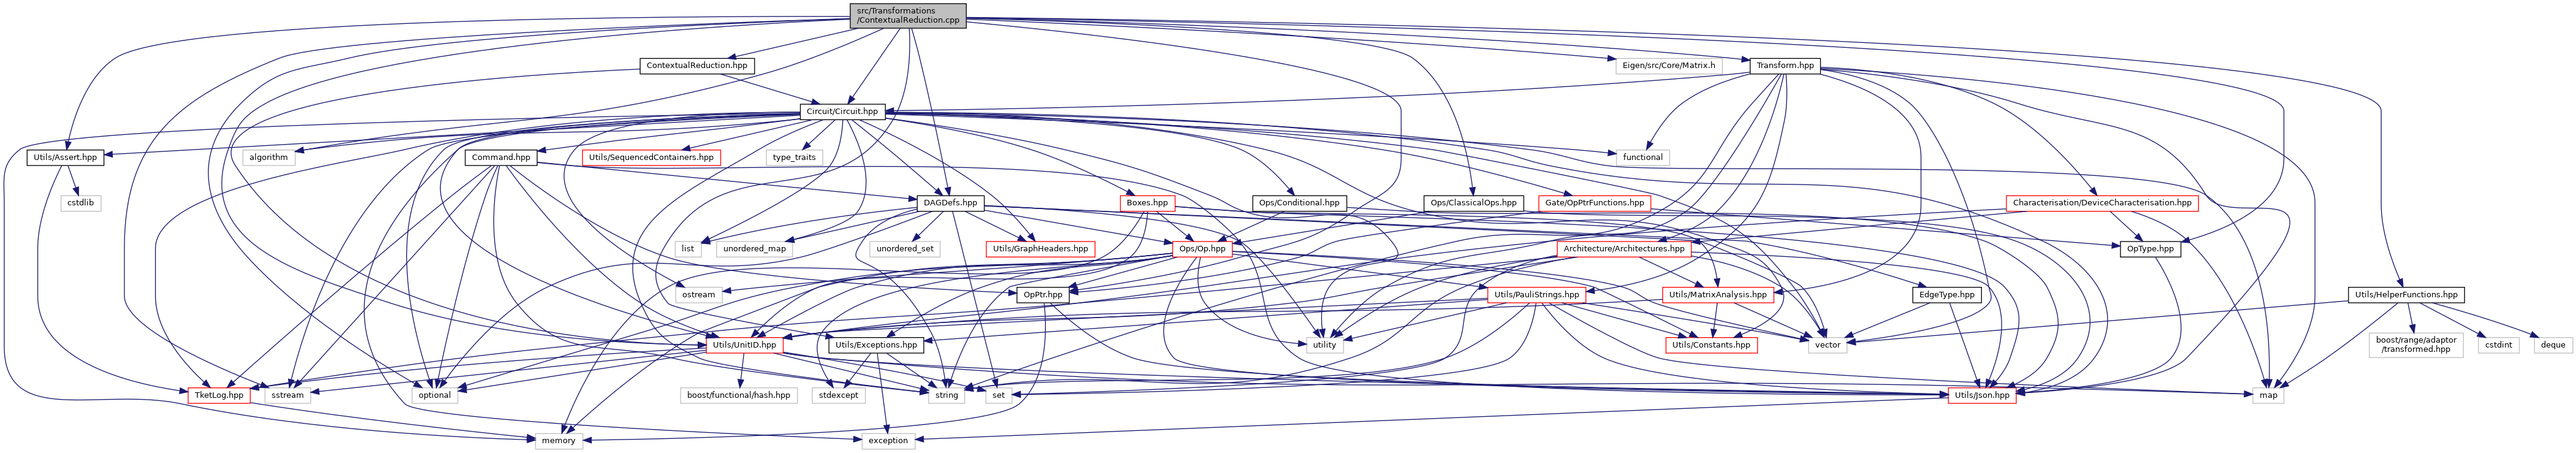 src/Transformations
/ContextualReduction.cpp
ContextualReduction.hpp
Eigen/src/Core/Matrix.h
Transform.hpp
Circuit/Circuit.hpp
Utils/Assert.hpp
algorithm
Command.hpp
Utils/SequencedContainers.hpp
type_traits
functional
cstdlib
DAGDefs.hpp
Boxes.hpp
Ops/Conditional.hpp
Ops/ClassicalOps.hpp
Gate/OpPtrFunctions.hpp
Characterisation/DeviceCharacterisation.hpp
list
unordered_map
unordered_set
Utils/GraphHeaders.hpp
Ops/Op.hpp
Architecture/Architectures.hpp
OpType.hpp
ostream
OpPtr.hpp
Utils/PauliStrings.hpp
Utils/MatrixAnalysis.hpp
EdgeType.hpp
Utils/HelperFunctions.hpp
Utils/UnitID.hpp
Utils/Exceptions.hpp
utility
Utils/Constants.hpp
vector
boost/range/adaptor
/transformed.hpp
cstdint
deque
TketLog.hpp
sstream
optional
boost/functional/hash.hpp
stdexcept
string
set
Utils/Json.hpp
map
memory
exception